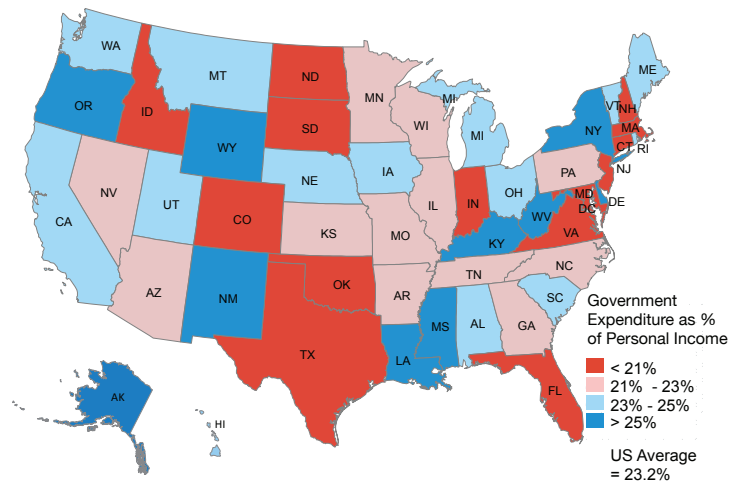 WA
ME
MT
ND
VT
NH
MN
OR
MI
ID
WI
NY
MA
SD
CT
RI
WY
MI
NJ
PA
NE
IA
OH
MD
DE
NV
IL
IN
DC
UT
WV
CO
VA
CA
KS
MO
KY
NC
TN
OK
AZ
NM
AR
SC
MS
AL
GA
TX
LA
FL
AK
HI
Government
Expenditure as %
of Personal Income
< 21%
21% - 23%
23% - 25%
> 25%
US Average
= 23.2%